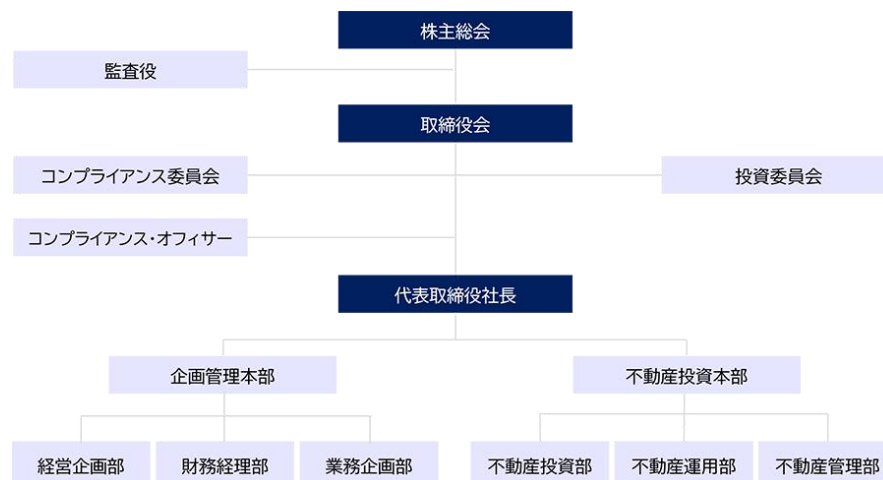 株主総会
監査役
取締役会
コンプライアンス委員会
投資委員会
コンプライアンス・オフィサー
代表取締役社長
企画管理本部
不動産投資本部
経営企画部
財務経理部
業務企画部
不動産投資部
不動産運用部
不動産管理部